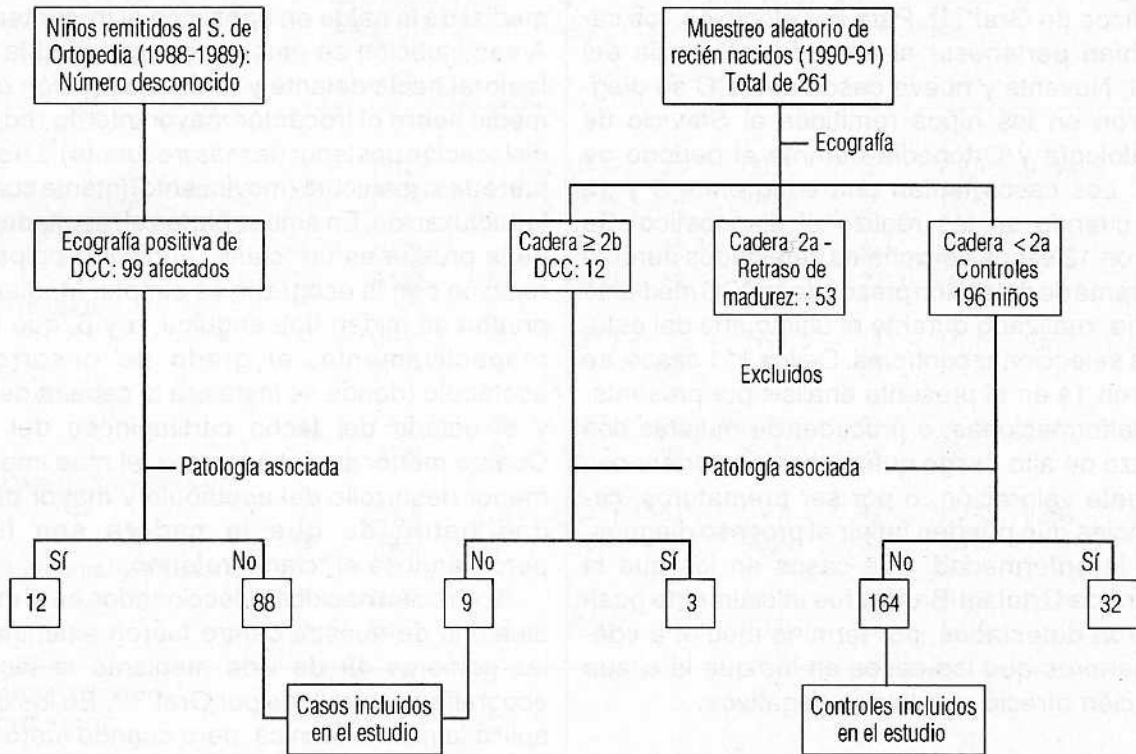 Niños remitidos al S. de
Ortopedia (1988-1989):
Número desconocido
Muestreo aleatorio de
recién nacidos (1990-91)
Total de 261
Ecografía
Ecografía positiva de
DCC: 99 afectados
Cadera ≥ 2b
DCC: 12
Cadera 2a -
Retraso de
madurez: : 53
Cadera < 2a
Controles
196 niños
Excluidos
Patología asociada
Patología asociada
Sí
No
No
Sí
No
Sí
12
88
9
3
164
32
Casos incluidos
en el estudio
Controles incluidos
en el estudio